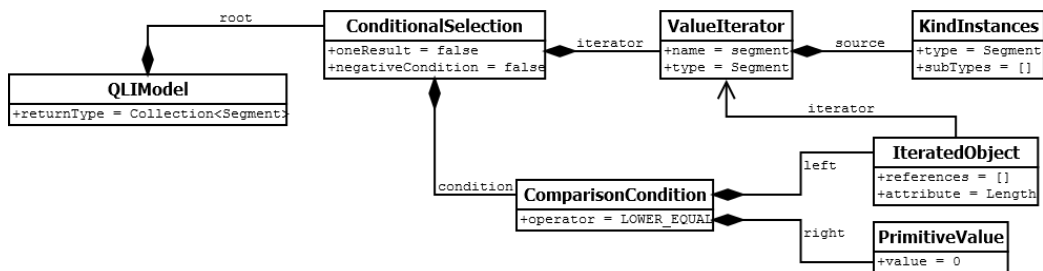 root
ConditionalSelection
+oneResult = false
+negativeCondition = false
iterator
ValueIterator
+name = segment
+type = Segment
source
KindInstances
+type = Segment
+subTypes = []
QLIModel
+returnType = Collection<Segment>
iterator
IteratedObject
+references = []
+attribute = Length
left
condition
ComparisonCondition
+operator = LOWER_EQUAL
right
PrimitiveValue
+value = 0